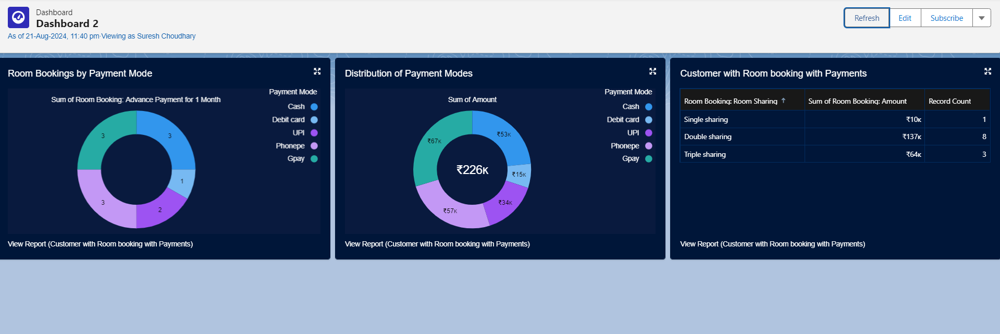 Dashboard
Dashboard 2
As of 21-Aug-2024, 11:40 pm·Viewing as Suresh Choudhary
Refresh
Edit
Subscribe
Room Bookings by Payment Mode
Sum of Room Booking: Advance Payment for 1 Month
Payment Mode
Cash
Debit card
UPI
Phonepe
Gpay
3
3
1
2
3
View Report (Customer with Room booking with Payments)
Distribution of Payment Modes
Sum of Amount
Payment Mode
Cash
Debit card
UPI
Phonepe
Gpay
₹67K
₹53K
₹226K
₹15K
₹34K
₹57K
View Report (Customer with Room booking with Payments)
Customer with Room booking with Payments
Room Booking: Room Sharing ↑ Sum of Room Booking: Amount Record Count
Single sharing ₹10K 1
Double sharing ₹137K 8
Triple sharing ₹64K 3
View Report (Customer with Room booking with Payments)